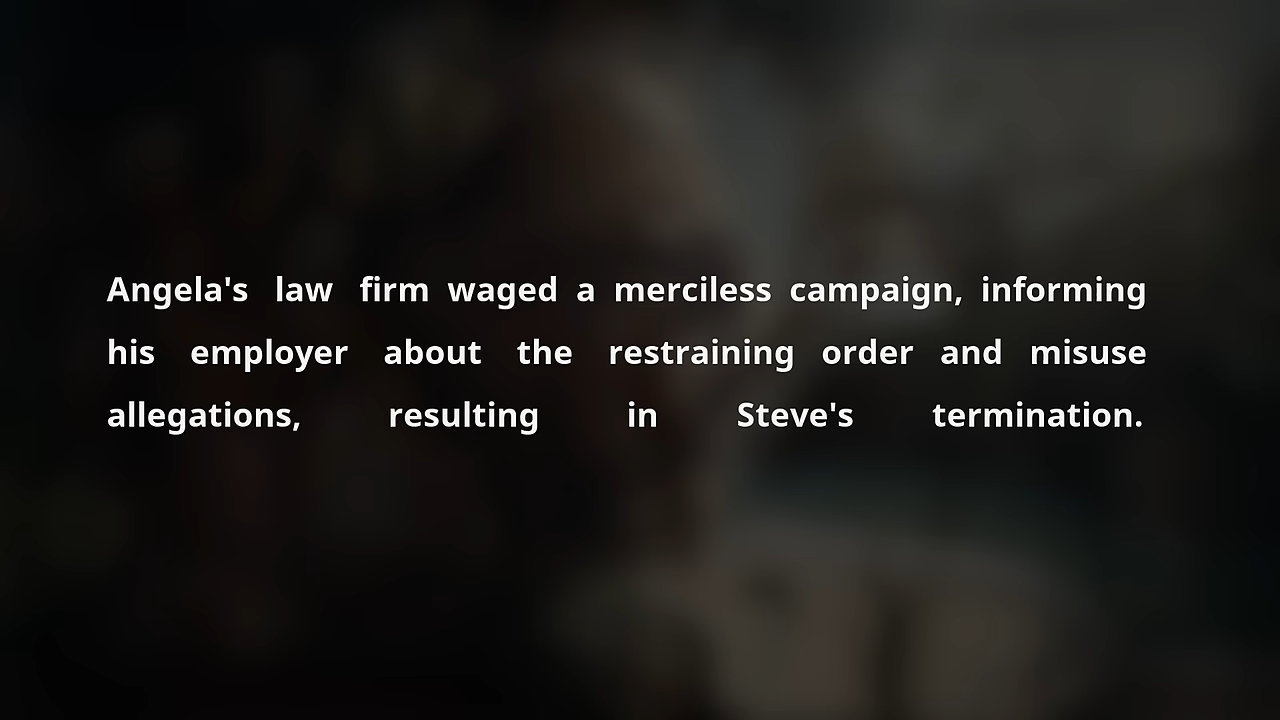 Angela's law firm waged a merciless campaign, informing
his employer about the restraining order and misuse
allegations, resulting in Steve's termination.